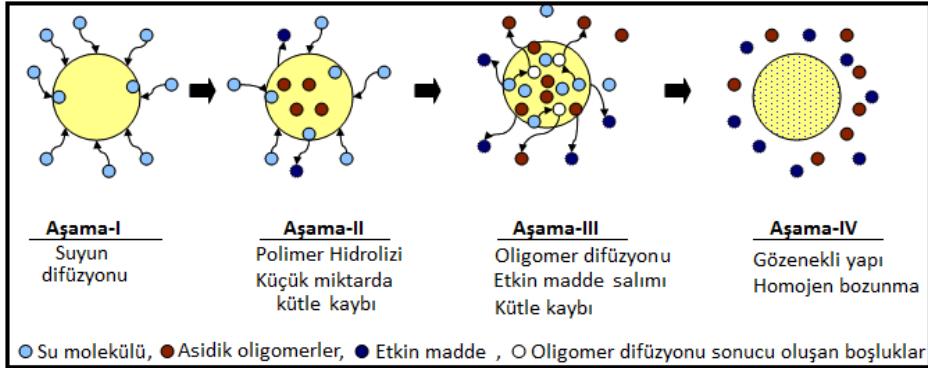 Aşama-I
Suyun
difüzyonu
Aşama-II
Polimer Hidrolizi
Küçük miktarda
kütle kaybı
Aşama-III
Oligomer difüzyonu
Etkin madde salımı
Kütle kaybı
Aşama-IV
Gözenekli yapı
Homojen bozunma
Su molekülü, Asidik oligomerler, Etkin madde , Oligomer difüzyonu sonucu oluşan boşluklar